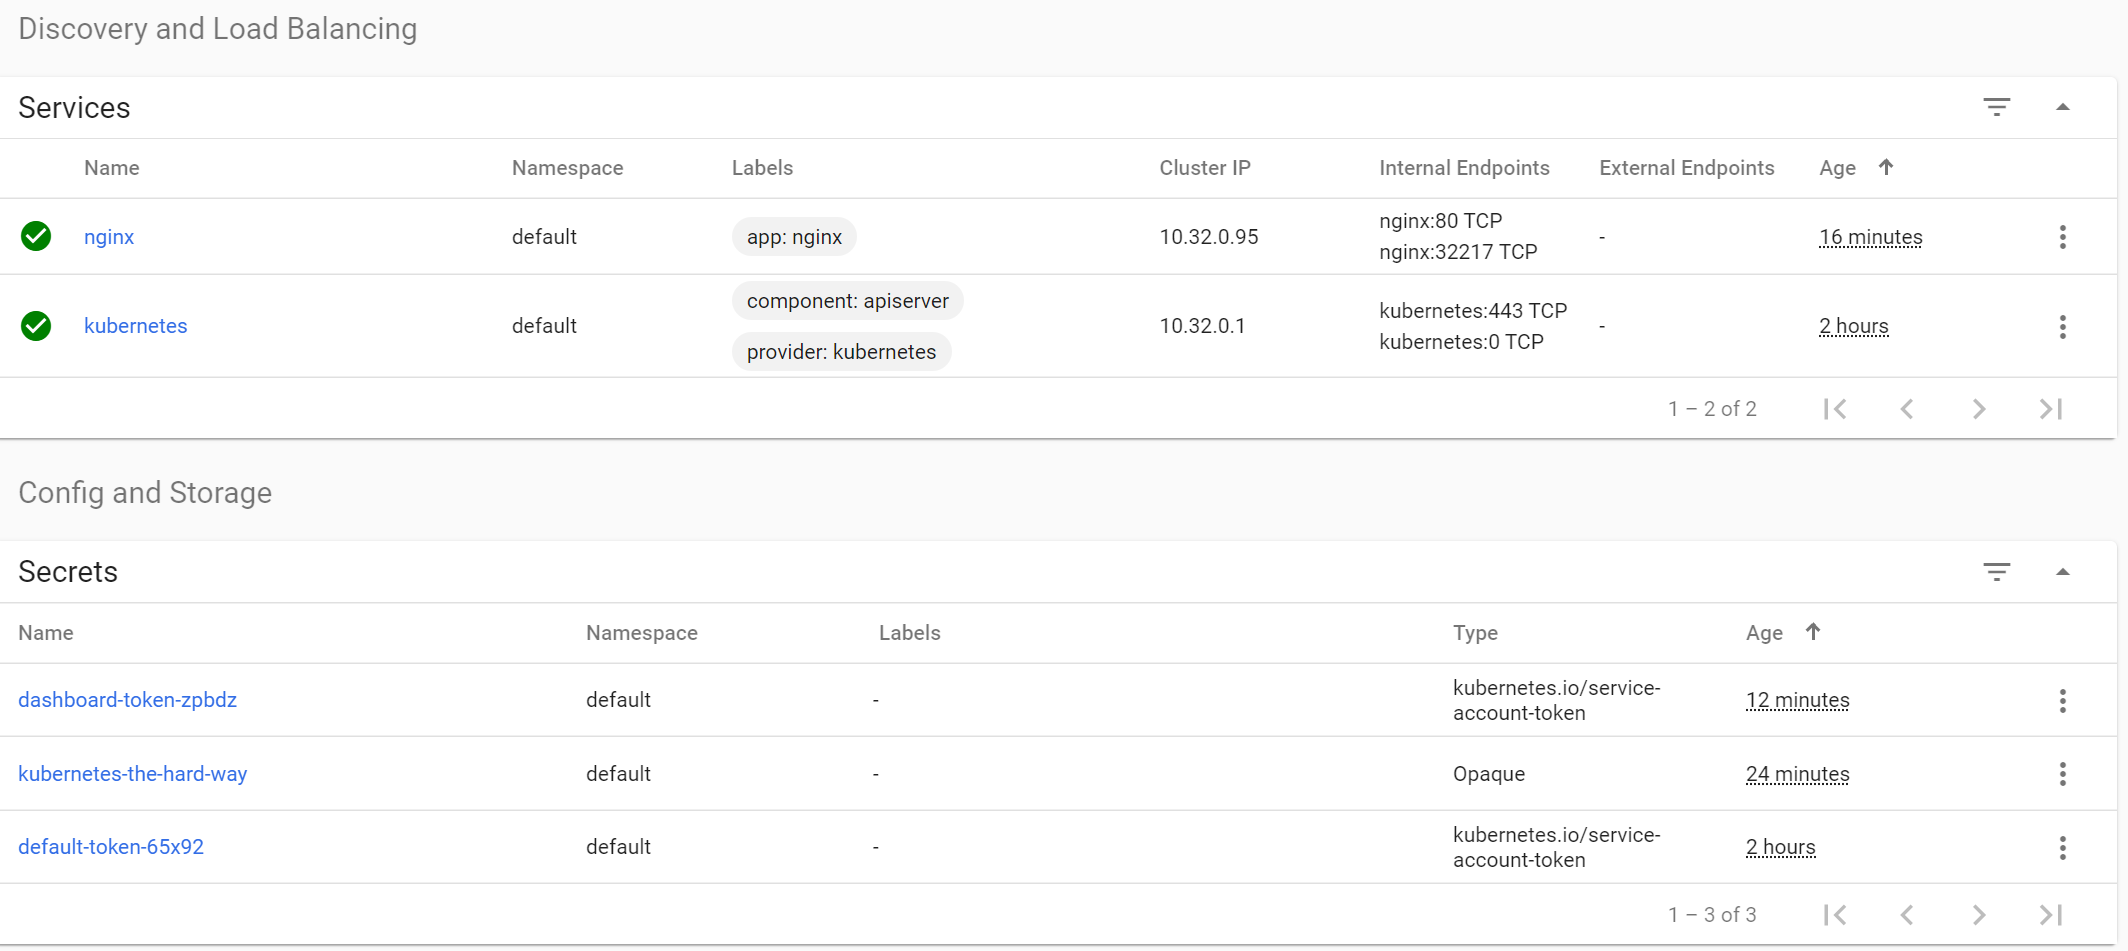 Discovery and Load Balancing
Services
Name Namespace Labels Cluster IP Internal Endpoints External Endpoints Age
nginx default app: nginx 10.32.0.95 nginx:80 TCP - 16 minutes
nginx:32217 TCP
kubernetes default component: apiserver 10.32.0.1 kubernetes:443 TCP - 2 hours
provider: kubernetes kubernetes:0 TCP
1 – 2 of 2
Config and Storage
Secrets
Name Namespace Labels Type Age
dashboard-token-zpbdz default - kubernetes.io/service- 12 minutes
account-token
kubernetes-the-hard-way default - Opaque 24 minutes
default-token-65x92 default - kubernetes.io/service- 2 hours
account-token
1 – 3 of 3